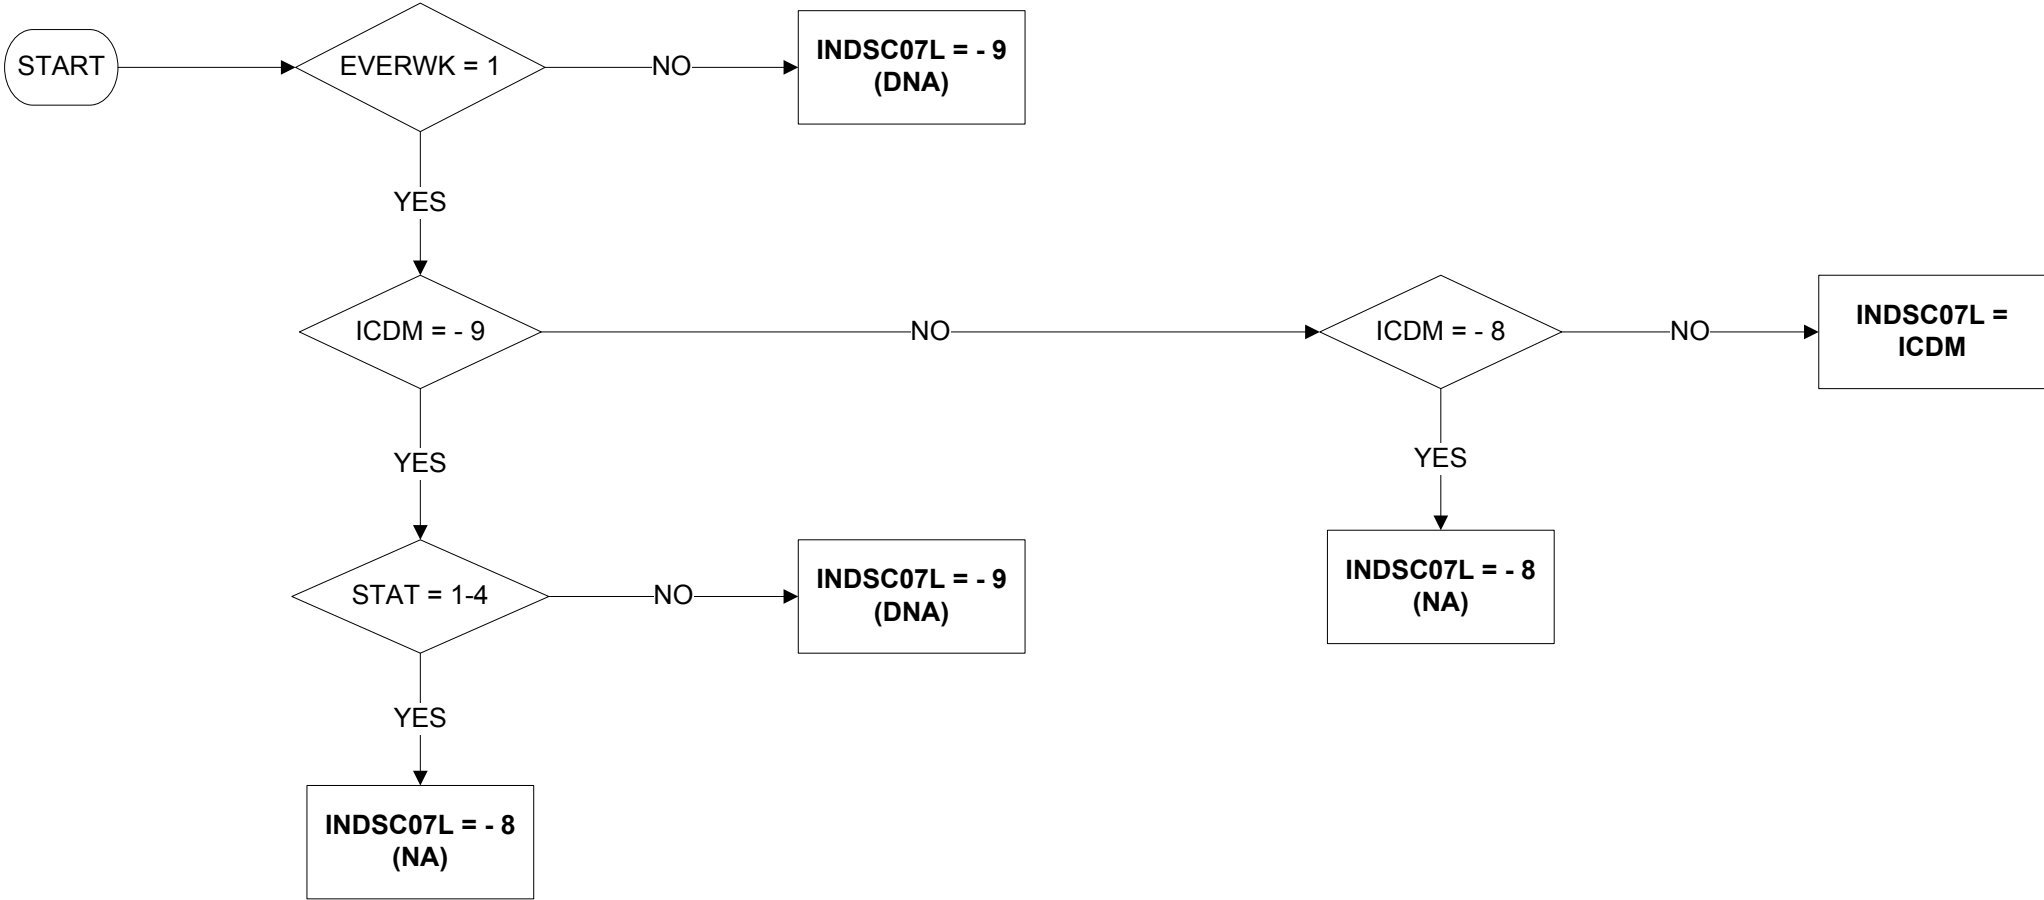 START
EVERWK = 1
NO
INDSC07L = - 9
(DNA)
YES
ICDM = - 9
NO
ICDM = - 8
NO
INDSC07L =
ICDM
YES
YES
STAT = 1-4
NO
INDSC07L = - 9
(DNA)
INDSC07L = - 8
(NA)
YES
INDSC07L = - 8
(NA)